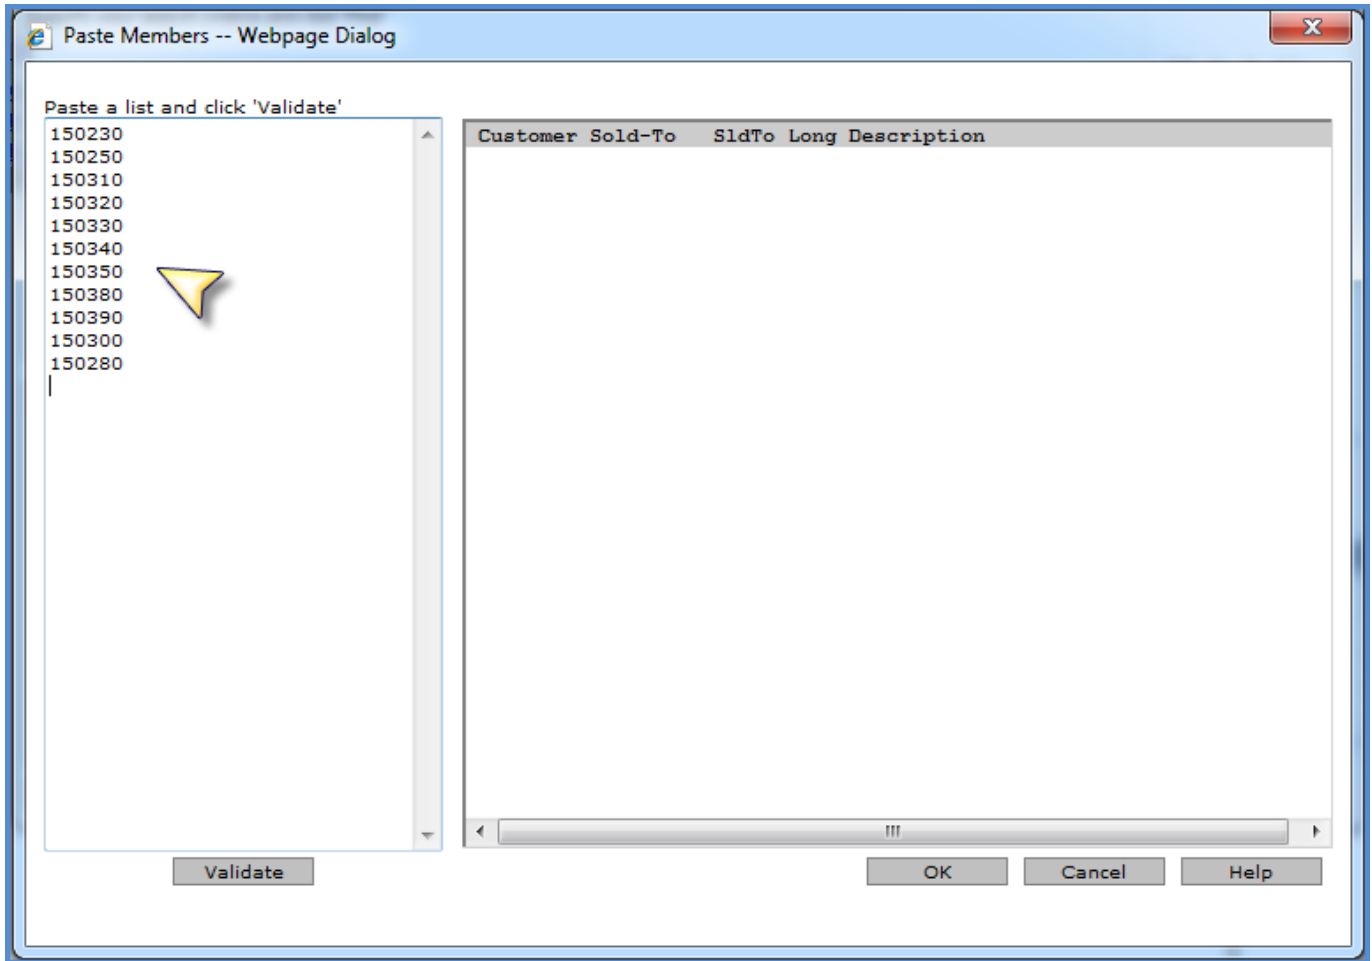 Paste Members -- Webpage Dialog
Paste a list and click 'Validate'
150230
150250
150310
150320
150330
150340
150350
150380
150390
150300
150280
Customer Sold-To SldTo Long Description
Validate
OK Cancel Help